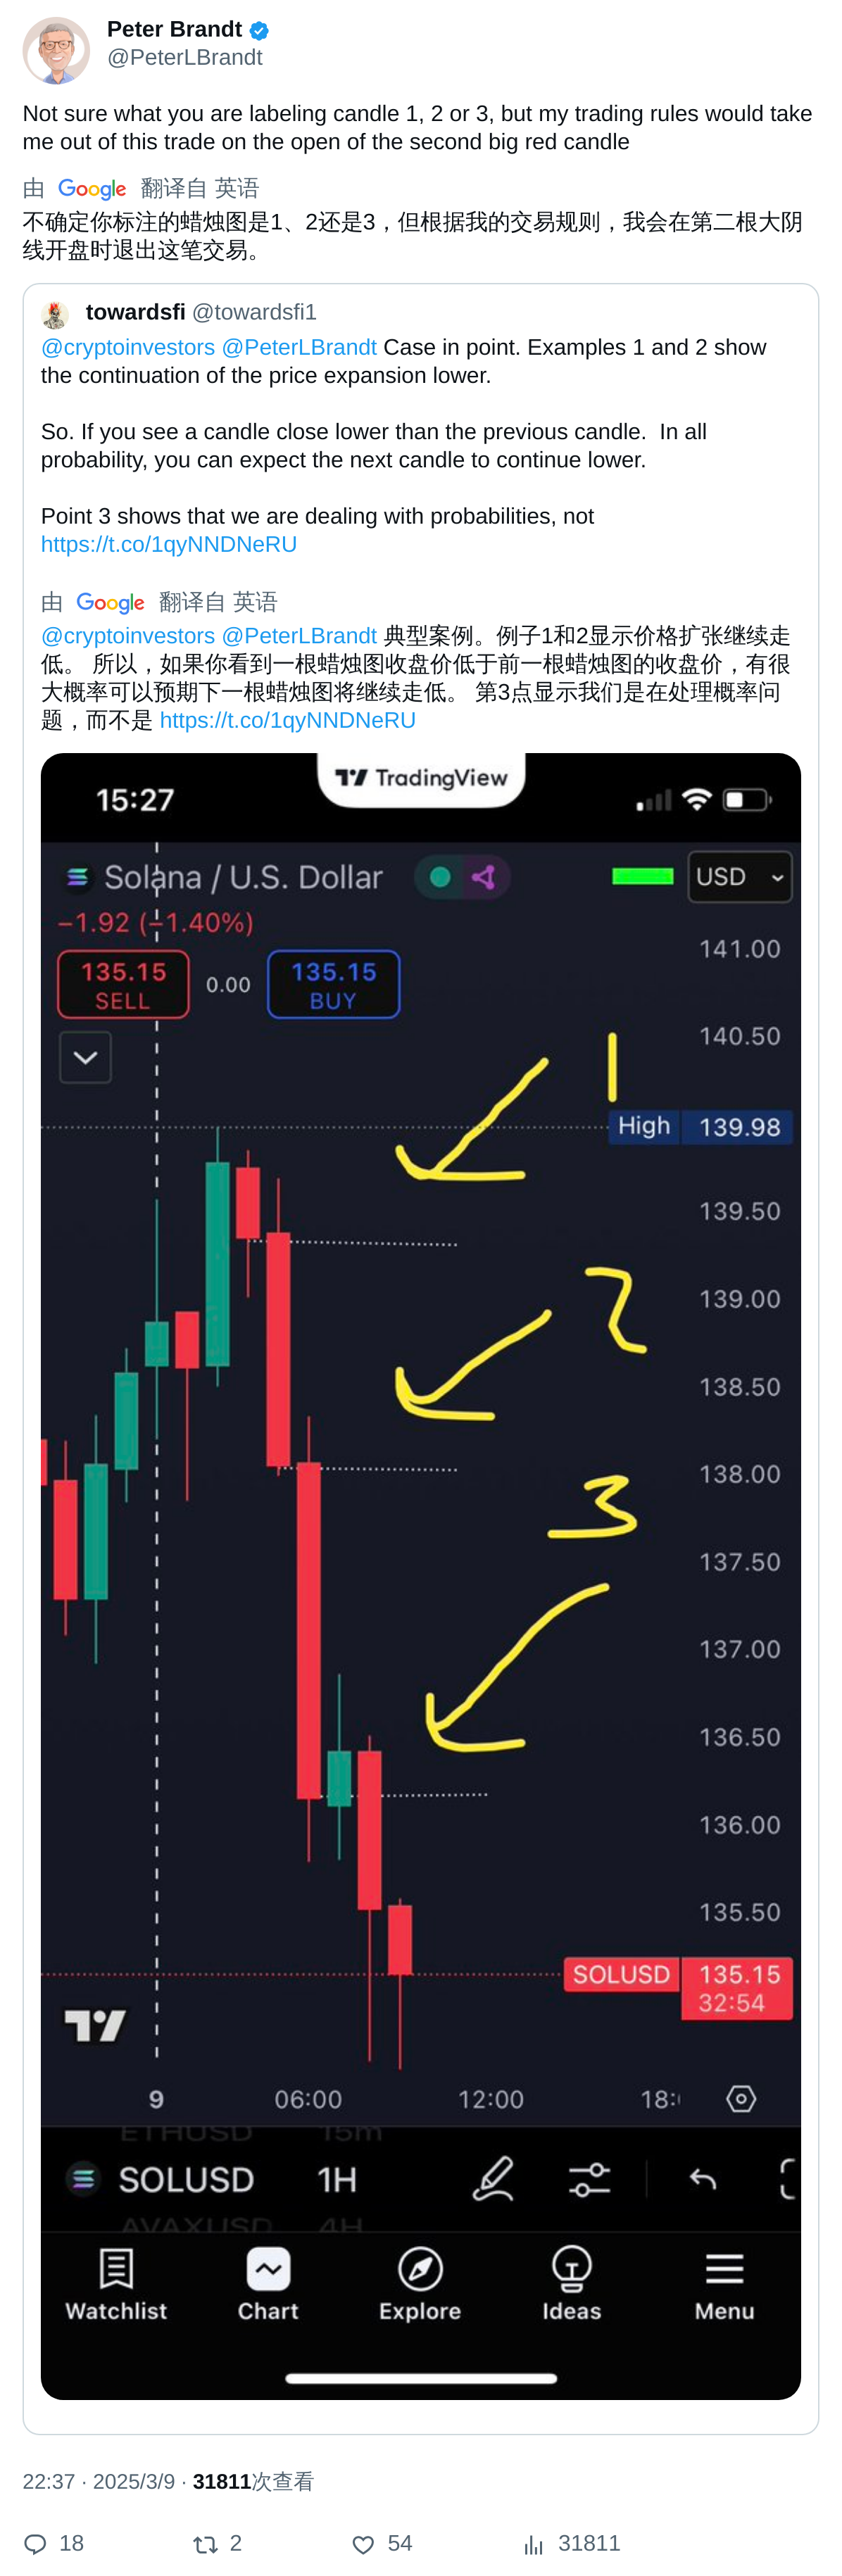 Peter Brandt
@PeterLBrandt
Not sure what you are labeling candle 1, 2 or 3, but my trading rules would take
me out of this trade on the open of the second big red candle
由 Google 翻译自 英语
不确定你标注的蜡烛图是1、2还是3，但根据我的交易规则，我会在第二根大阴
线开盘时退出这笔交易。
towardsfi @towardsfi1
@cryptoinvestors @PeterLBrandt Case in point. Examples 1 and 2 show
the continuation of the price expansion lower.
So. If you see a candle close lower than the previous candle.  In all
probability, you can expect the next candle to continue lower.
Point 3 shows that we are dealing with probabilities, not
https://t.co/1qyNNDNeRU
由 Google 翻译自 英语
@cryptoinvestors @PeterLBrandt 典型案例。例子1和2显示价格扩张继续走
低。 所以，如果你看到一根蜡烛图收盘价低于前一根蜡烛图的收盘价，有很
大概率可以预期下一根蜡烛图将继续走低。 第3点显示我们是在处理概率问
题，而不是 https://t.co/1qyNNDNeRU
15:27
TradingView
Solana / U.S. Dollar
USD
−1.92 (−1.40%)
141.00
135.15 SELL
0.00
135.15 BUY
140.50
1
High 139.98
139.50
2
139.00
138.50
138.00
3
137.50
137.00
136.50
136.00
135.50
SOLUSD 135.15
32:54
9 06:00 12:00 18:
ETHUSD 15m
SOLUSD 1H
AVAXUSD 4H
Watchlist Chart Explore Ideas Menu
22:37 · 2025/3/9 · 31811次查看
18 2 54 31811